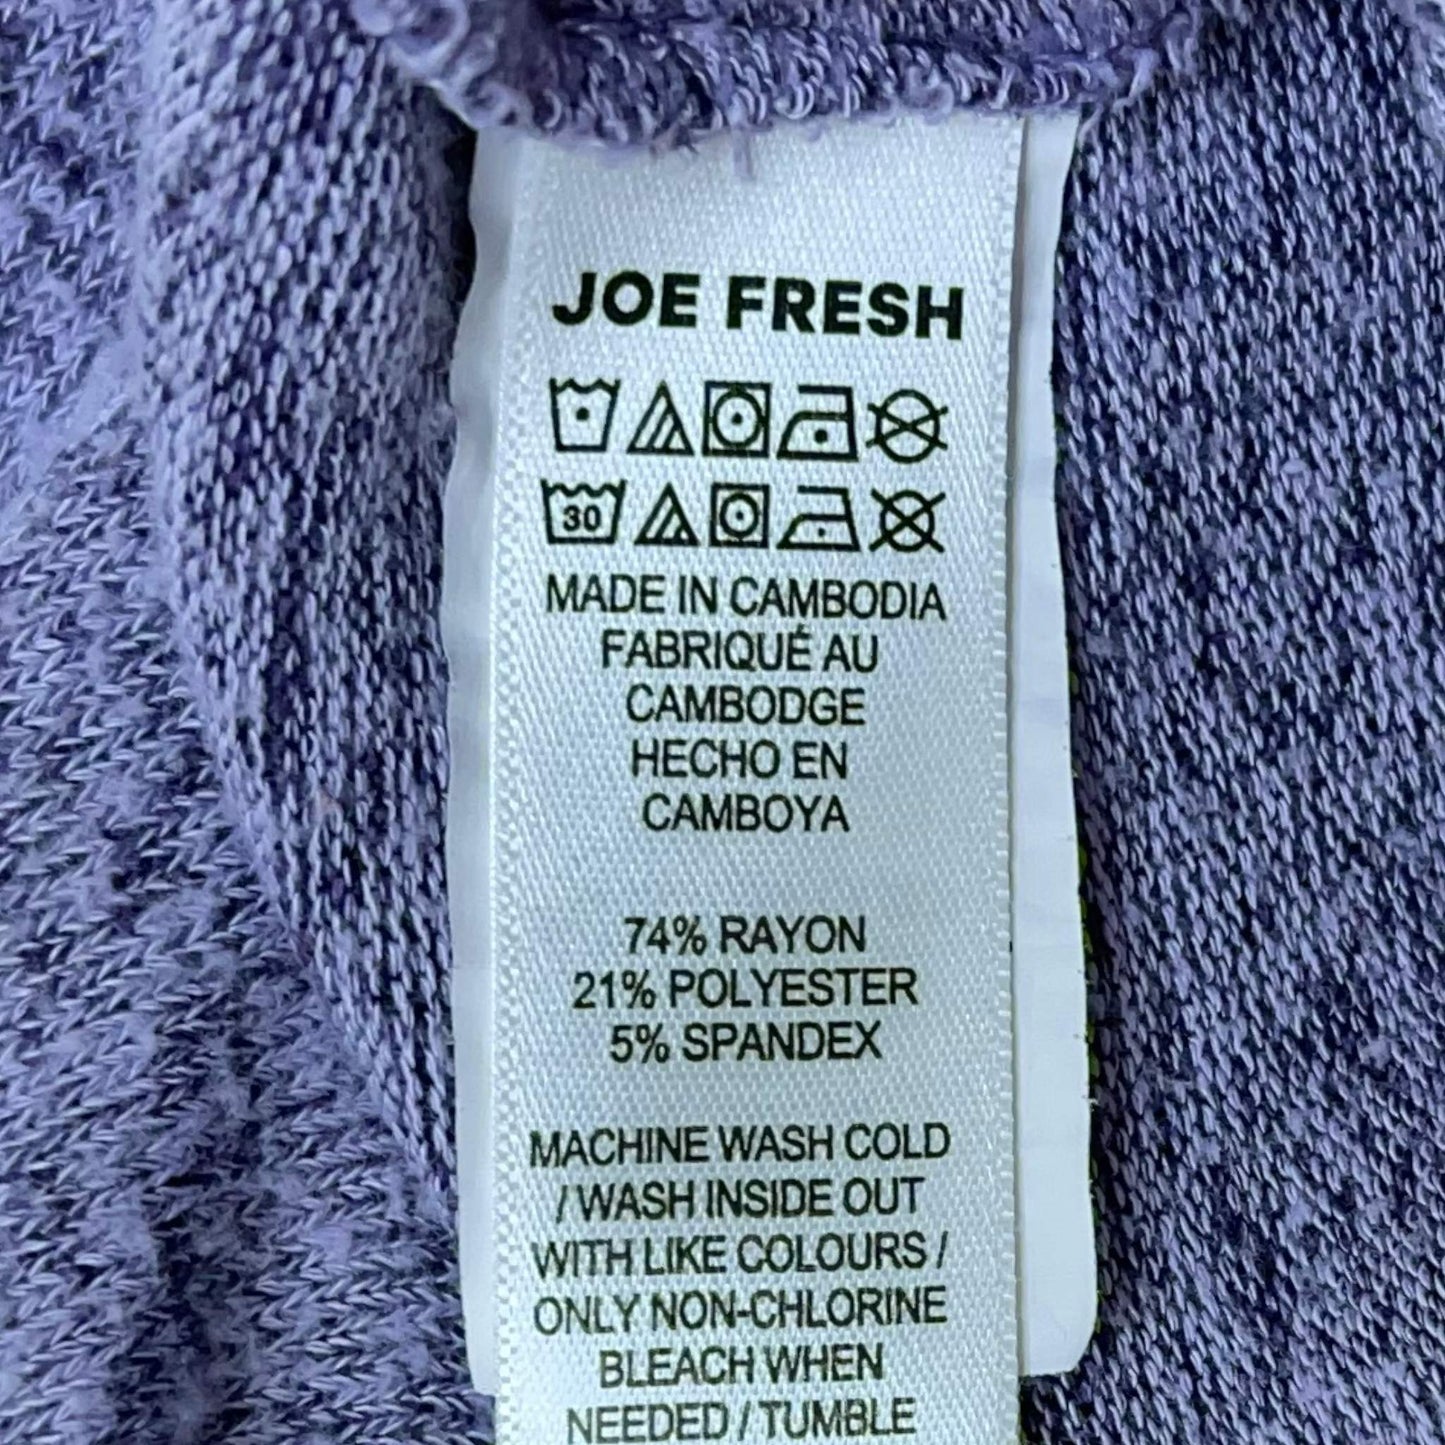 JOE FRESH
30
MADE IN CAMBODIA
FABRIQUÉ AU
CAMBODGE
HECHO EN
CAMBOYA
74% RAYON
21% POLYESTER
5% SPANDEX
MACHINE WASH COLD
/ WASH INSIDE OUT
WITH LIKE COLOURS /
ONLY NON-CHLORINE
BLEACH WHEN
NEEDED / TUMBLE